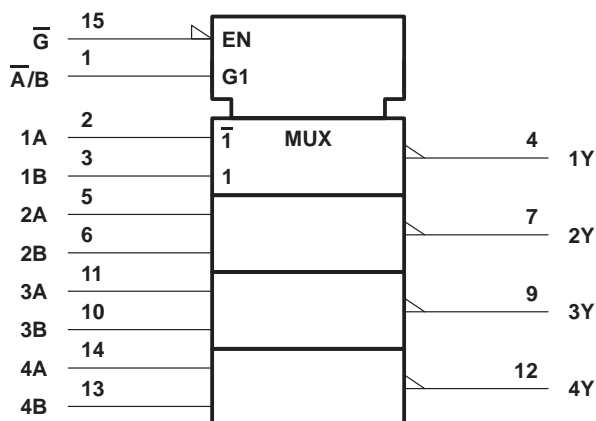 G̅ 15 EN
A̅/B 1 G1
MUX
1A 2 1̅
1B 3 1
4 1Y
2A 5
2B 6
7 2Y
3A 11
3B 10
9 3Y
4A 14
4B 13
12 4Y